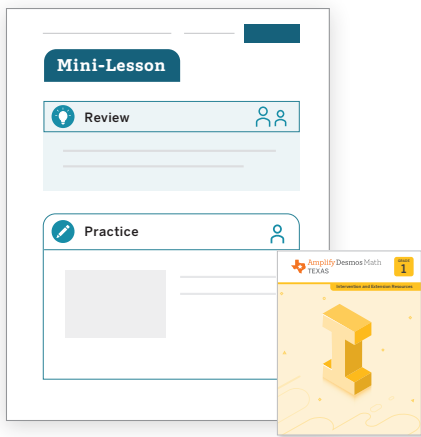 Mini-Lesson
Review
Practice
Amplify Desmos Math
TEXAS
GRADE
1
Intervention and Extension Resources